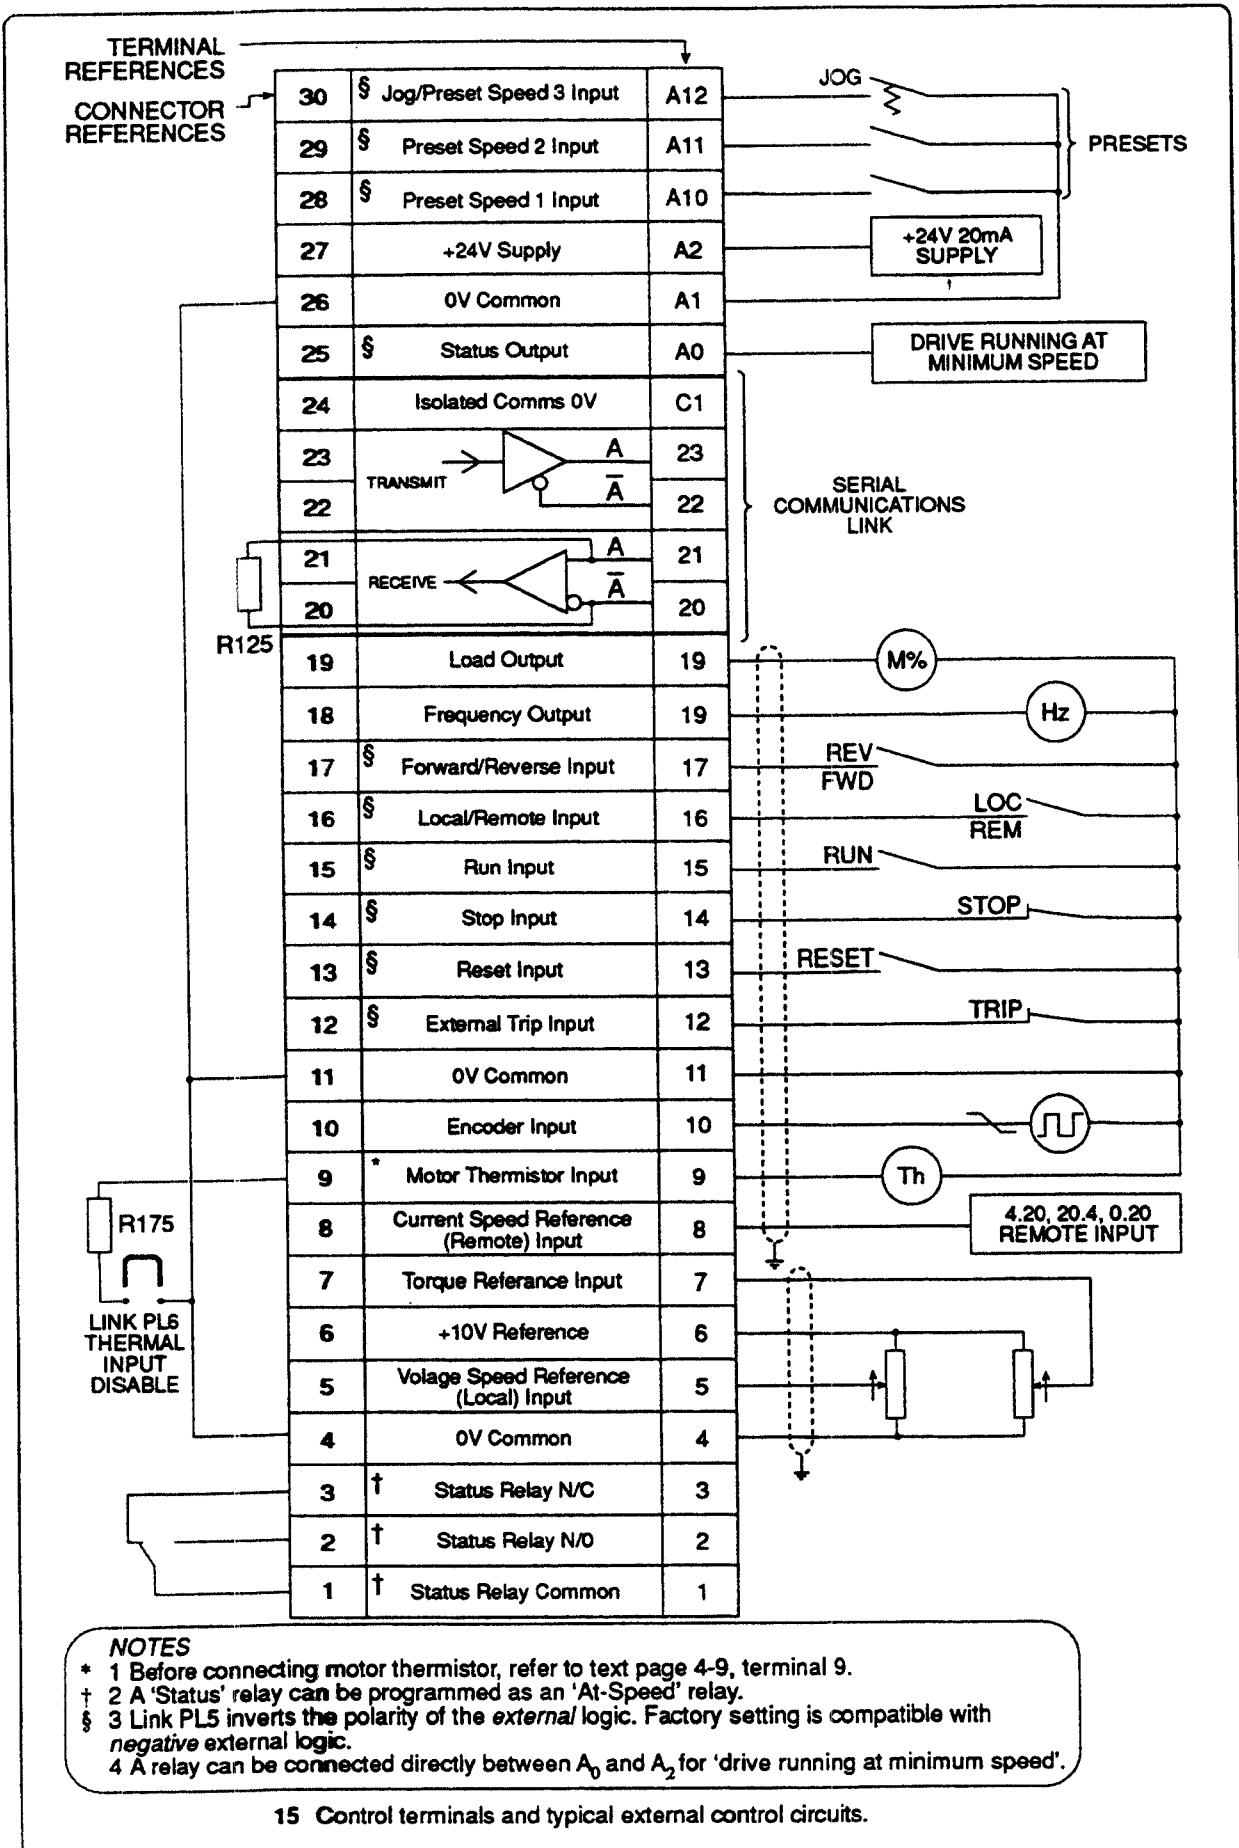 TERMINAL
REFERENCES
CONNECTOR
REFERENCES
30 § Jog/Preset Speed 3 Input A12
JOG
29 § Preset Speed 2 Input A11
PRESETS
28 § Preset Speed 1 Input A10
27 +24V Supply A2
+24V 20mA
SUPPLY
26 0V Common A1
25 § Status Output A0
DRIVE RUNNING AT
MINIMUM SPEED
24 Isolated Comms 0V C1
23 A 23
TRANSMIT
22 A̅ 22
SERIAL
COMMUNICATIONS
LINK
21 A 21
RECEIVE
20 A̅ 20
R125
19 Load Output 19
M%
18 Frequency Output 19
Hz
17 § Forward/Reverse Input 17
REV
FWD
16 § Local/Remote Input 16
LOC
REM
15 § Run Input 15
RUN
14 § Stop Input 14
STOP
13 § Reset Input 13
RESET
12 § External Trip Input 12
TRIP
11 0V Common 11
10 Encoder Input 10
9 * Motor Thermistor Input 9
Th
R175
8 Current Speed Reference
(Remote) Input 8
4.20, 20.4, 0.20
REMOTE INPUT
7 Torque Referance Input 7
LINK PL6
THERMAL
INPUT
DISABLE
6 +10V Reference 6
5 Volage Speed Reference
(Local) Input 5
4 0V Common 4
3 † Status Relay N/C 3
2 † Status Relay N/0 2
1 † Status Relay Common 1
NOTES
* 1 Before connecting motor thermistor, refer to text page 4-9, terminal 9.
† 2 A 'Status' relay can be programmed as an 'At-Speed' relay.
§ 3 Link PL5 inverts the polarity of the external logic. Factory setting is compatible with
negative external logic.
4 A relay can be connected directly between A0 and A2 for 'drive running at minimum speed'.
15 Control terminals and typical external control circuits.